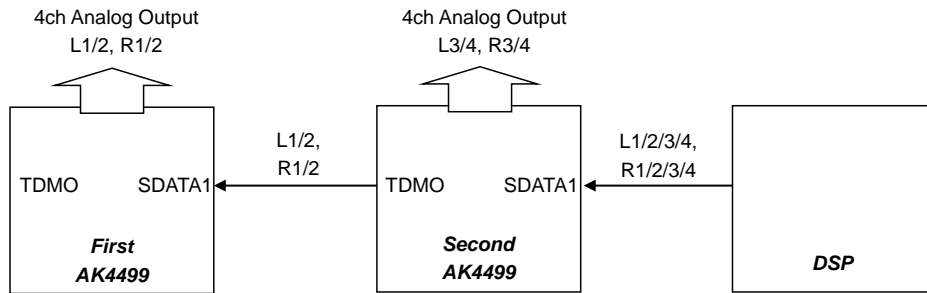 4ch Analog Output
L1/2, R1/2
4ch Analog Output
L3/4, R3/4
L1/2,
R1/2
L1/2/3/4,
R1/2/3/4
TDMO
SDATA1
TDMO
SDATA1
First
AK4499
Second
AK4499
DSP